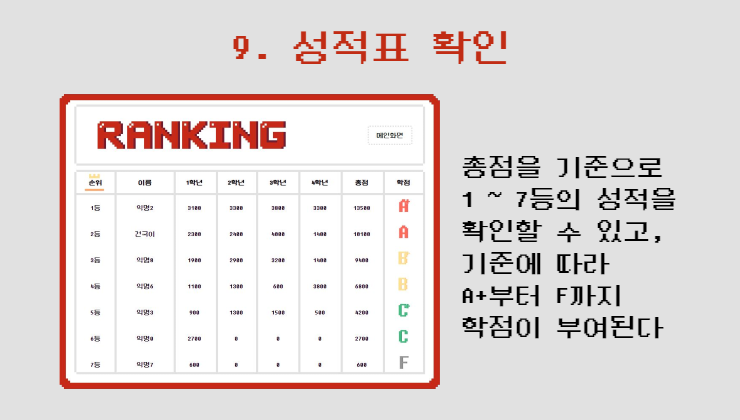 9. 성적표 확인
RANKING
메인화면
순위 이름 1학년 2학년 3학년 4학년 총점 학점
1등 익명2 3100 3300 3800 3300 13500 A+
2등 건국이 2300 2400 4000 1400 10100 A
3등 익명8 1900 2900 3200 1400 9400 B+
4등 익명6 1100 1300 600 3800 6800 B
5등 익명3 900 1300 1500 500 4200 C+
6등 2700 0 0 0 2700 C
7등 익명7 600 0 0 0 600 F
총점을 기준으로
1 ~ 7등의 성적을
확인할 수 있고,
기준에 따라
A+부터 F까지
학점이 부여된다